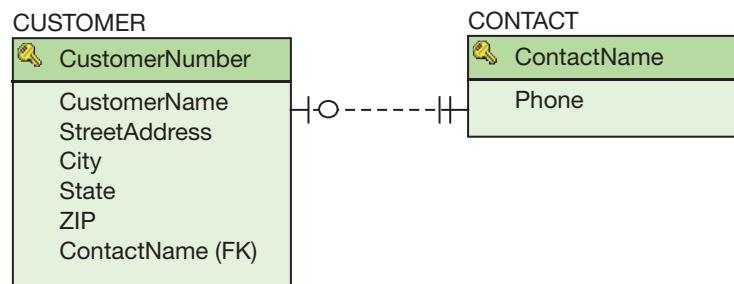 CUSTOMER
CustomerNumber
CustomerName
StreetAddress
City
State
ZIP
ContactName (FK)
CONTACT
ContactName
Phone